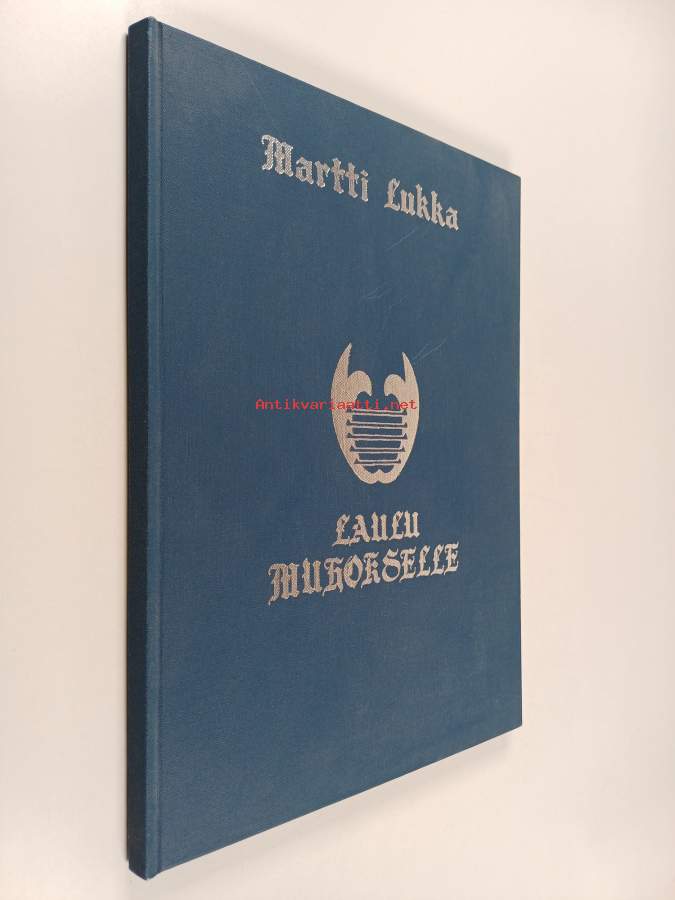 Martti Lukka
Antikvariaatti.net
LAULU
MUHOKSELLE